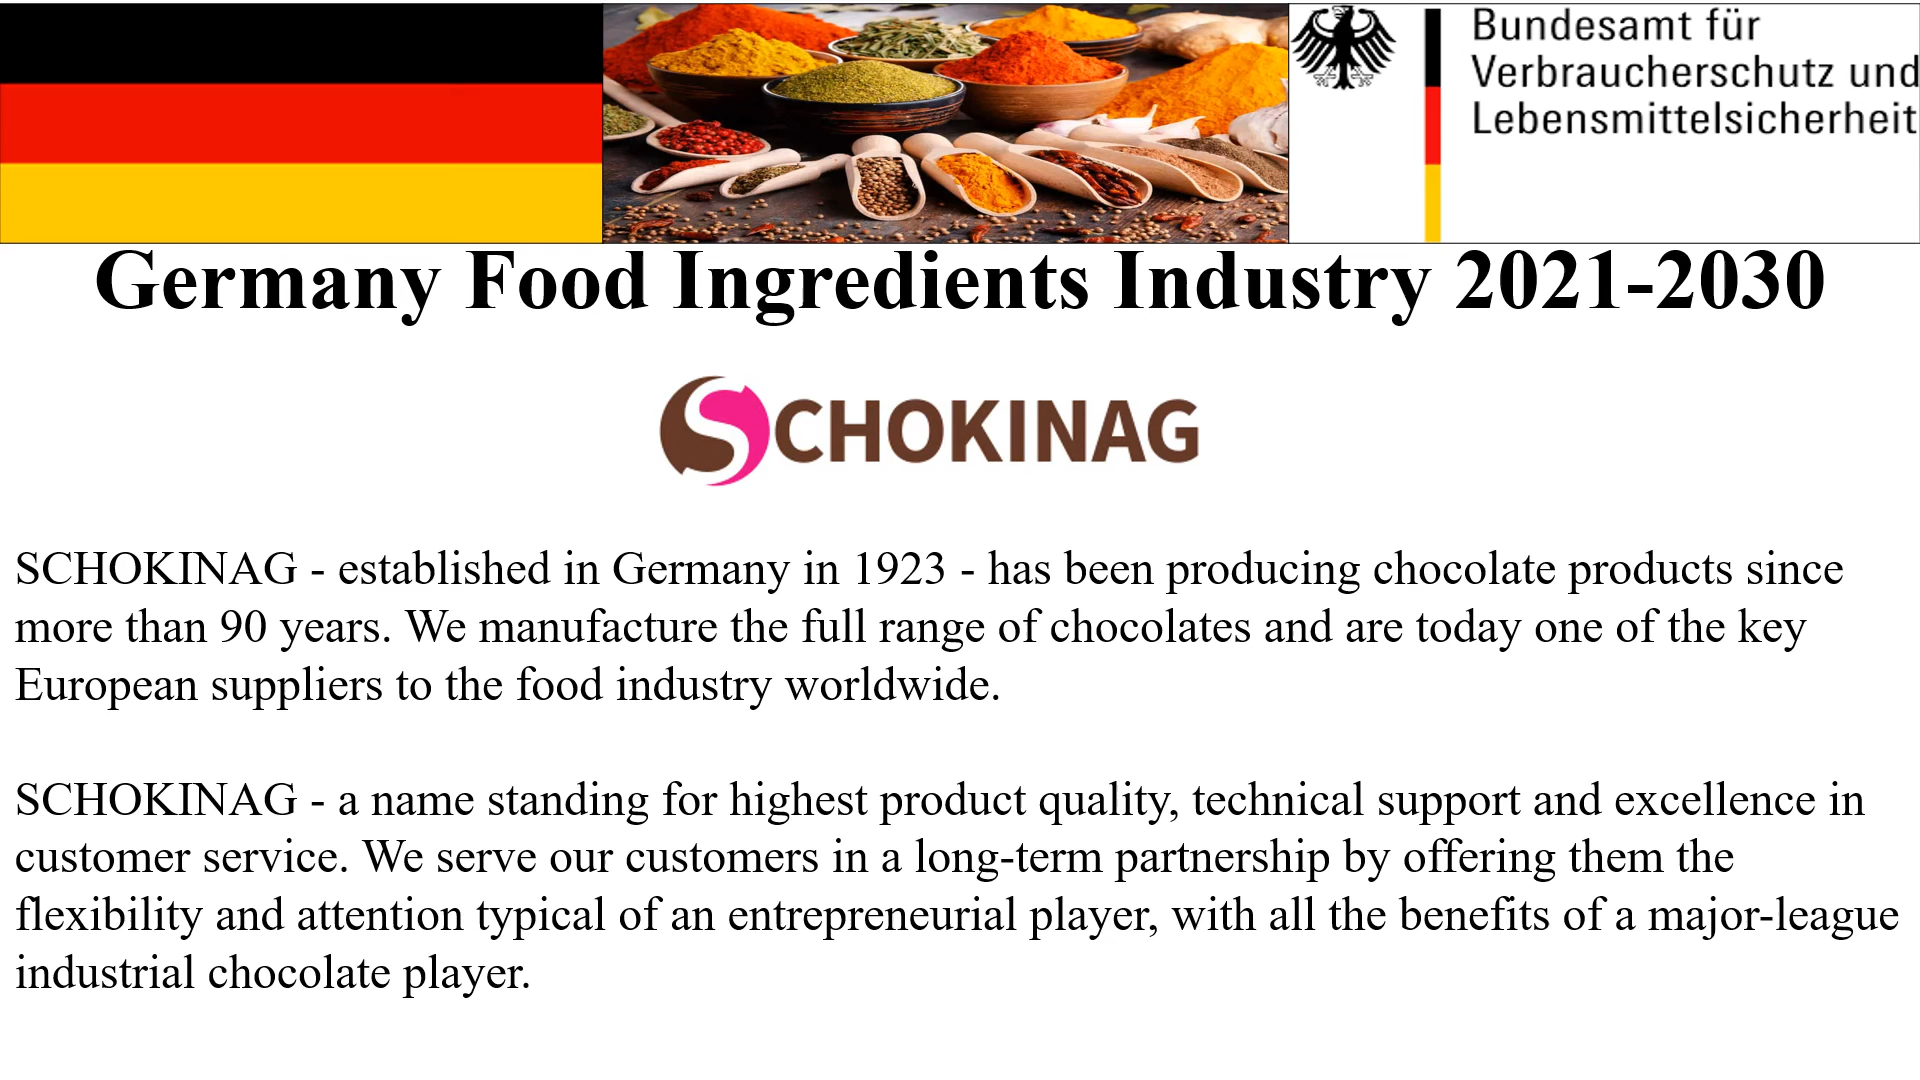 Bundesamt für
Verbraucherschutz und
Lebensmittelsicherheit
Germany Food Ingredients Industry 2021-2030
SCHOKINAG
SCHOKINAG - established in Germany in 1923 - has been producing chocolate products since
more than 90 years. We manufacture the full range of chocolates and are today one of the key
European suppliers to the food industry worldwide.
SCHOKINAG - a name standing for highest product quality, technical support and excellence in
customer service. We serve our customers in a long-term partnership by offering them the
flexibility and attention typical of an entrepreneurial player, with all the benefits of a major-league
industrial chocolate player.